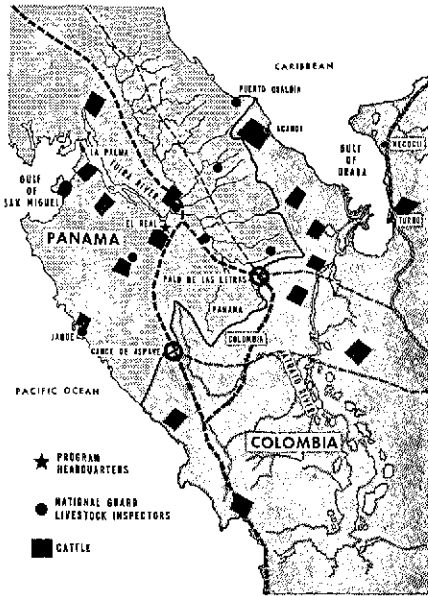 CARIBBEAN
PUERTO OBALDIA
ACANDI
GULF
OF
URABA
NECOCLI
TURBO
LA PALMA
TUIRA RIVER
GULF
OF
SAN MIGUEL
EL REAL
PANAMA
PALO DE LAS LETRAS
PANAMA
COLOMBIA
JAQUE
CANCE DE ASPAVE
ATRATO RIVER
PACIFIC OCEAN
COLOMBIA
PROGRAM
HEADQUARTERS
NATIONAL GUARD
LIVESTOCK INSPECTORS
CATTLE